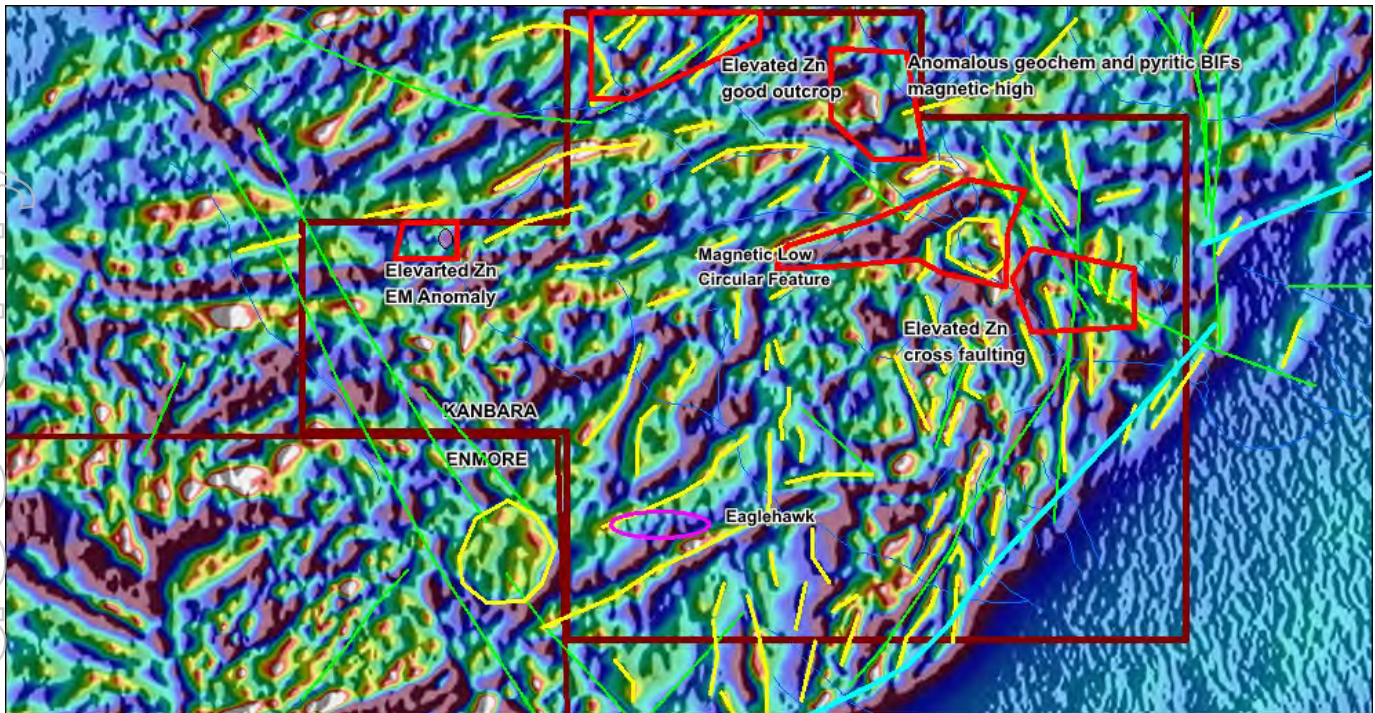 Elevated Zn
good outcrop
Anomalous geochem and pyritic BIFs
magnetic high
Magnetic Low
Circular Feature
Elevarted Zn
EM Anomaly
Elevated Zn
cross faulting
KANBARA
ENMORE
Eaglehawk